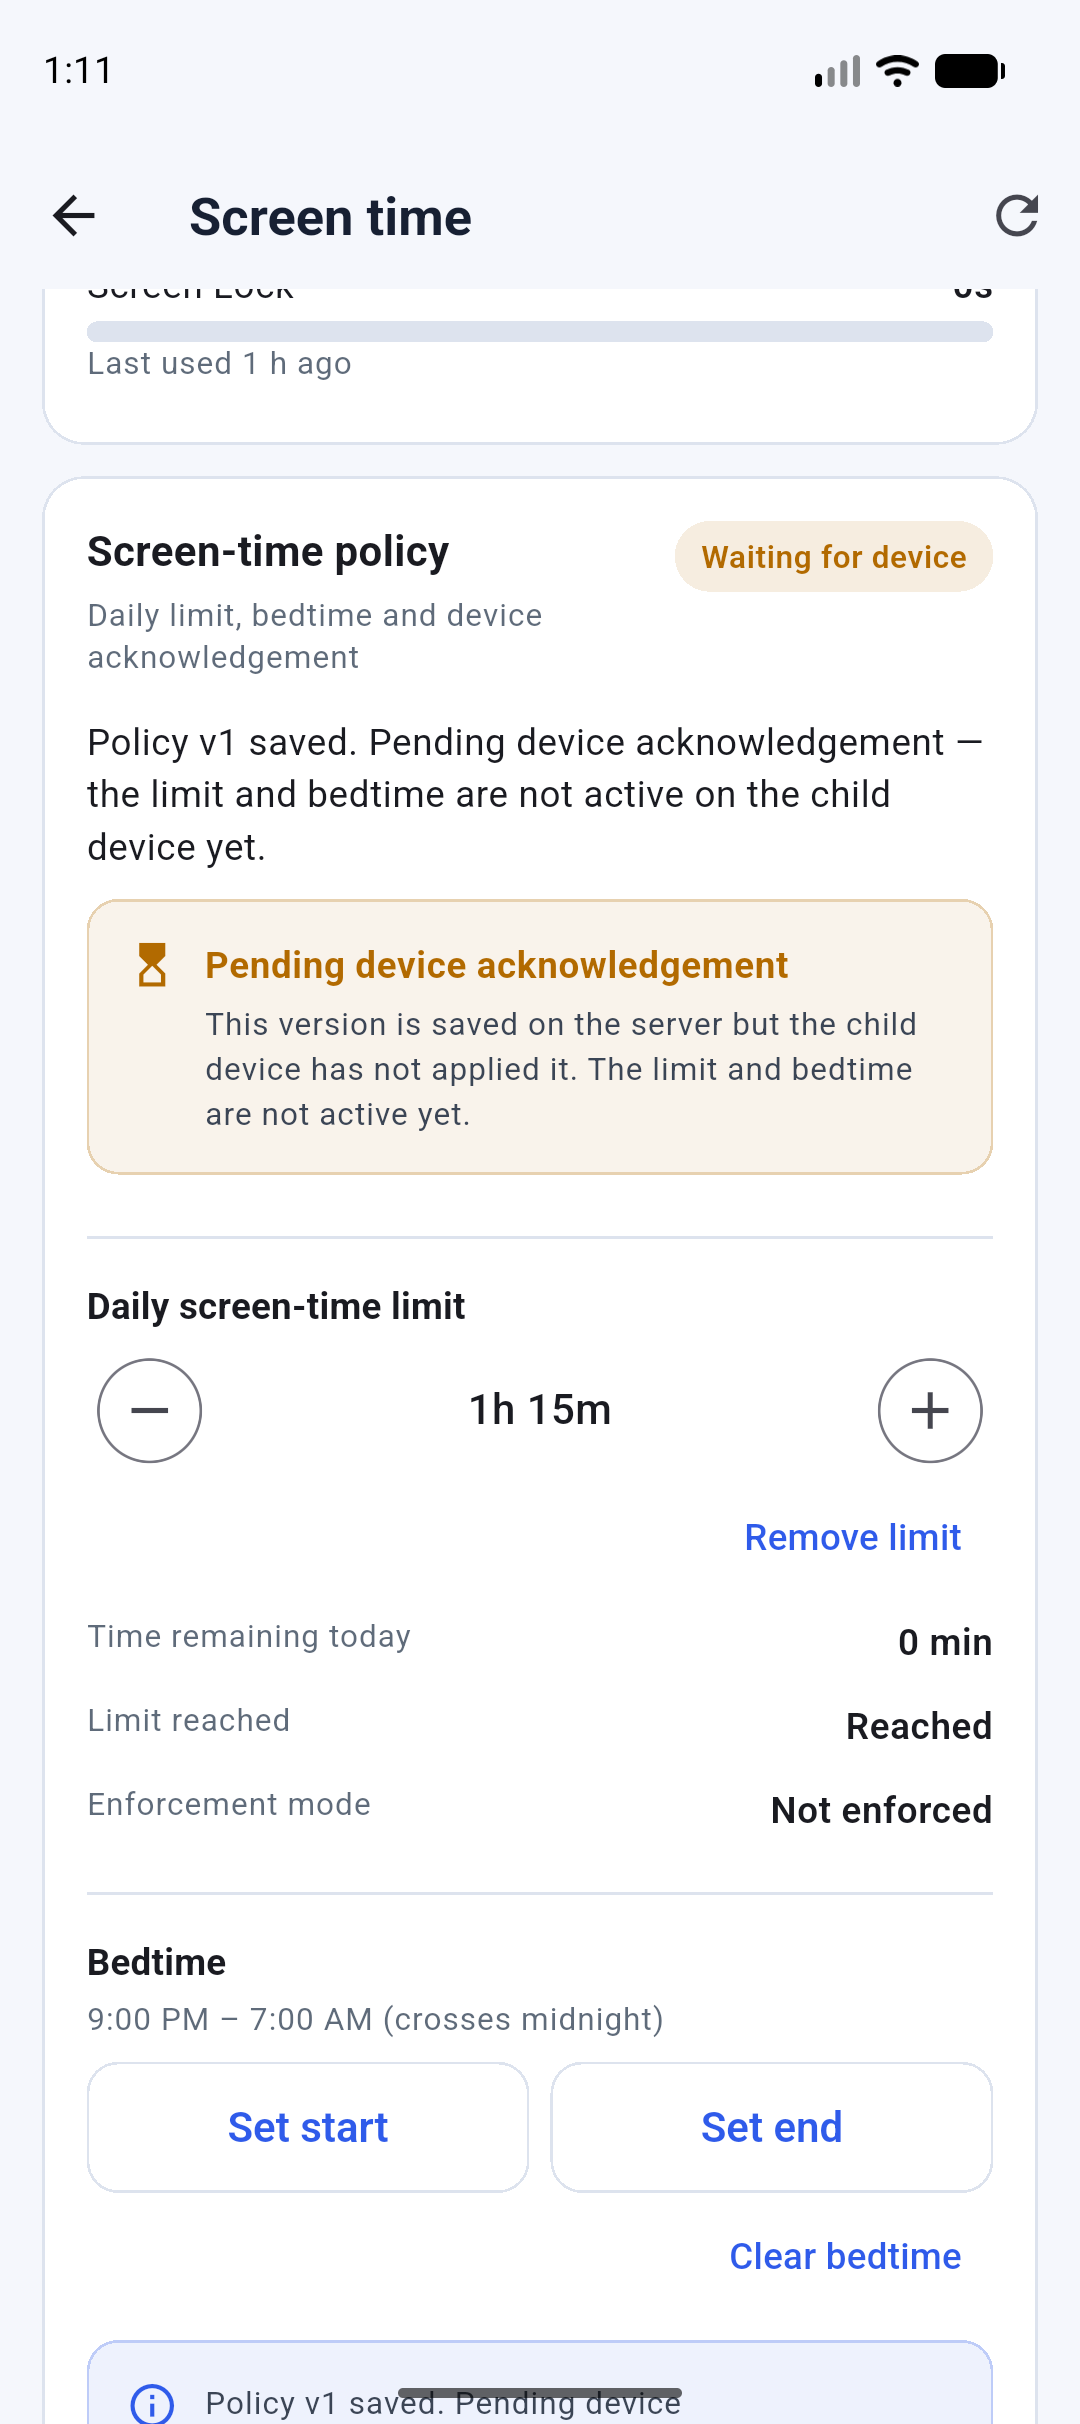 1:11
Screen time
Screen Lock
0s
Last used 1 h ago
Screen-time policy
Waiting for device
Daily limit, bedtime and device
acknowledgement
Policy v1 saved. Pending device acknowledgement —
the limit and bedtime are not active on the child
device yet.
Pending device acknowledgement
This version is saved on the server but the child
device has not applied it. The limit and bedtime
are not active yet.
Daily screen-time limit
1h 15m
Remove limit
Time remaining today
0 min
Limit reached
Reached
Enforcement mode
Not enforced
Bedtime
9:00 PM – 7:00 AM (crosses midnight)
Set start
Set end
Clear bedtime
Policy v1 saved. Pending device